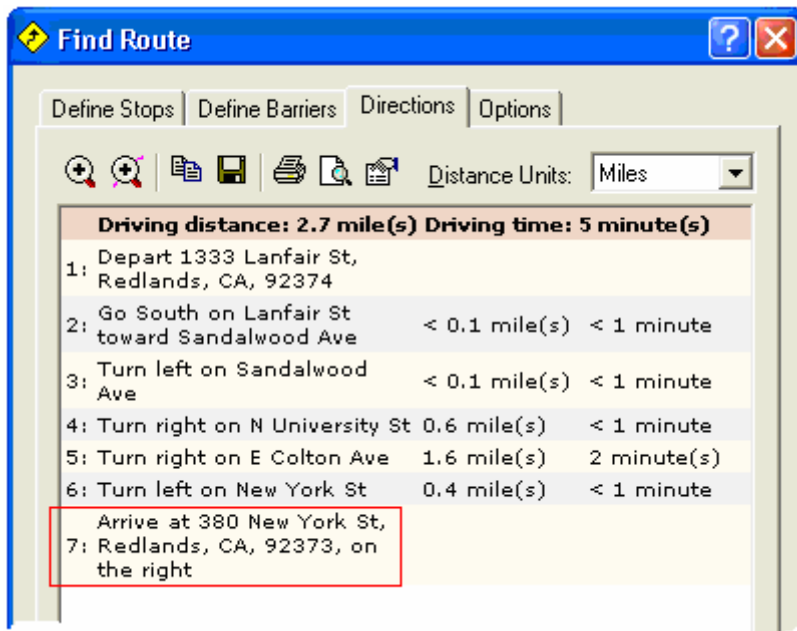 Find Route
Define Stops Define Barriers Directions Options
Distance Units: Miles
Driving distance: 2.7 mile(s) Driving time: 5 minute(s)
1: Depart 1333 Lanfair St,
Redlands, CA, 92374
2: Go South on Lanfair St
toward Sandalwood Ave < 0.1 mile(s) < 1 minute
3: Turn left on Sandalwood
Ave < 0.1 mile(s) < 1 minute
4: Turn right on N University St 0.6 mile(s) < 1 minute
5: Turn right on E Colton Ave 1.6 mile(s) 2 minute(s)
6: Turn left on New York St 0.4 mile(s) < 1 minute
7: Arrive at 380 New York St,
Redlands, CA, 92373, on
the right